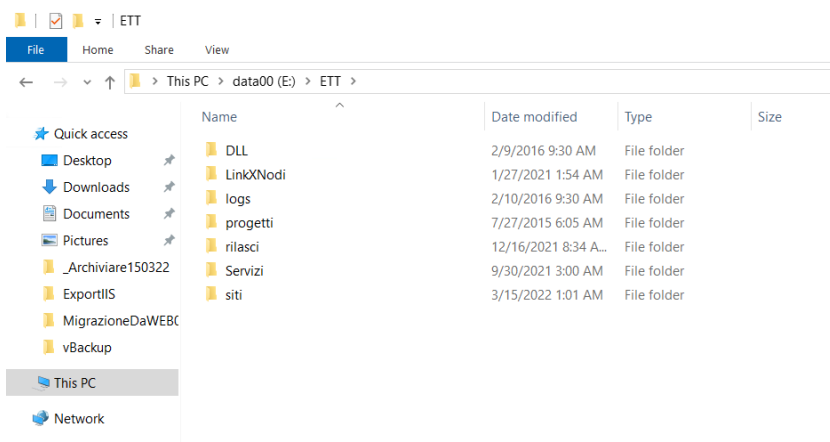 ETT
File Home Share View
This PC data00 (E:) ETT
Name Date modified Type Size
Quick access
Desktop
Downloads
Documents
Pictures
_Archiviare150322
ExportIIS
MigrazioneDaWEB0
vBackup
This PC
Network
DLL 2/9/2016 9:30 AM File folder
LinkXNodi 1/27/2021 1:54 AM File folder
logs 2/10/2016 9:30 AM File folder
progetti 7/27/2015 6:05 AM File folder
rilasci 12/16/2021 8:34 A... File folder
Servizi 9/30/2021 3:00 AM File folder
siti 3/15/2022 1:01 AM File folder